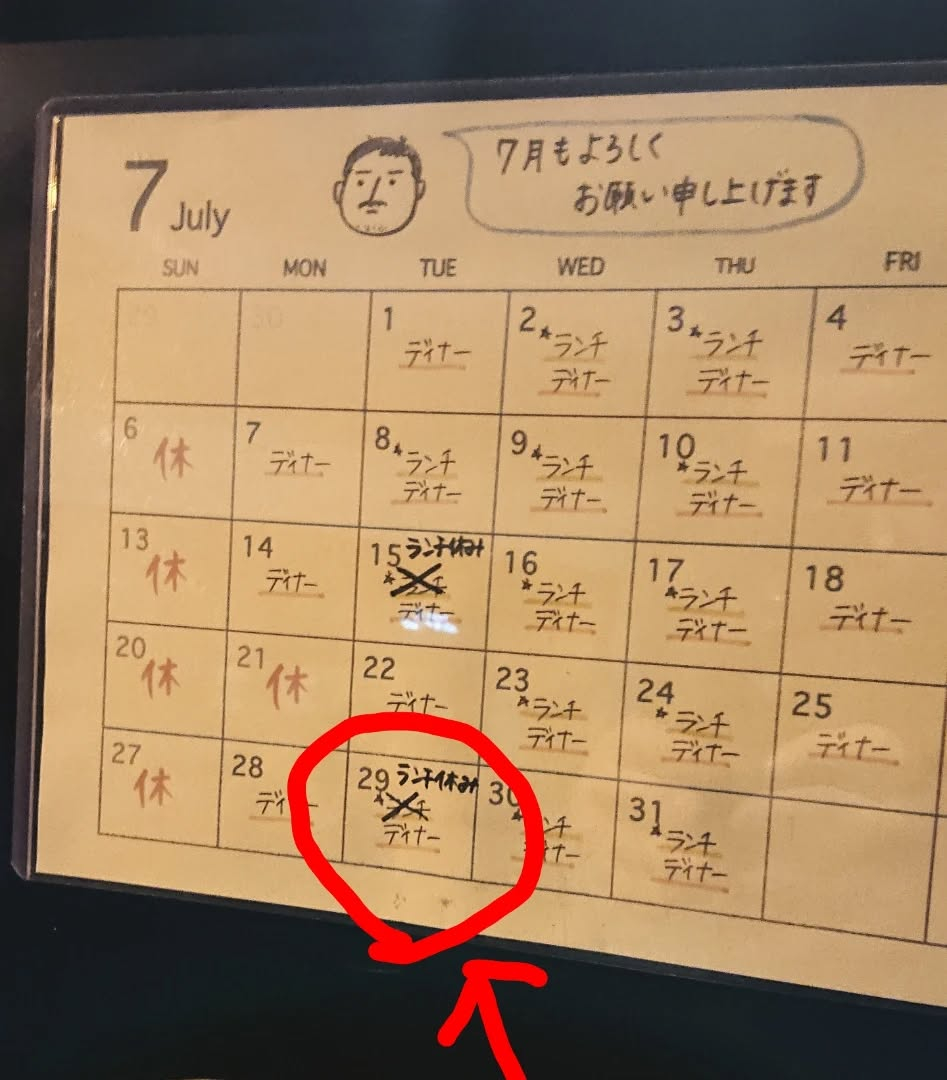 7 July
7月もよろしく
お願い申し上げます
SUN MON TUE WED THU FRI
29 30 1 2 3 4
ディナー ★ランチ ★ランチ ディナー
ディナー ディナー
6 7 8 9 10 11
休 ディナー ★ランチ ★ランチ ★ランチ ディナー
ディナー ディナー ディナー
13 14 15 ランチ休み 16 17 18
休 ディナー ★ランチ ★ランチ ディナー
ディナー ディナー ディナー
20 21 22 23 24 25
休 休 ディナー ★ランチ ★ランチ ディナー
ディナー ディナー
27 28 29 ランチ休み 30 31
休 ディナー ★ランチ
ディナー ディナー